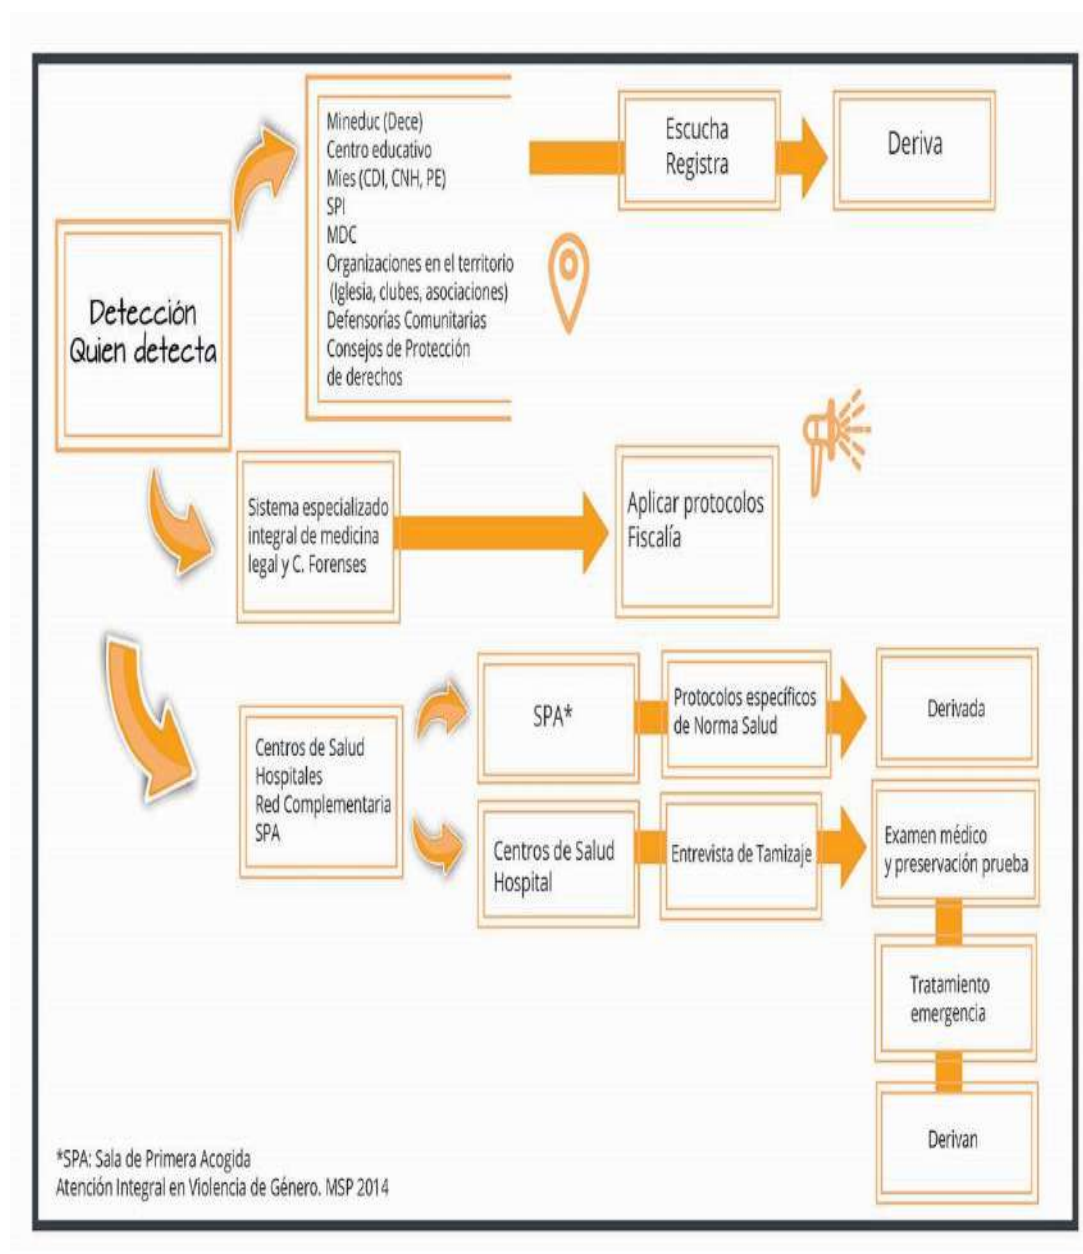 Detección
Quien detecta
Mineduc (Dece)
Centro educativo
Mies (CDI, CNH, PE)
SPI
MDC
Organizaciones en el territorio
(Iglesia, clubes, asociaciones)
Defensorías Comunitarias
Consejos de Protección
de derechos
Escucha
Registra
Deriva
Sistema especializado
integral de medicina
legal y C. Forenses
Aplicar protocolos
Fiscalía
Centros de Salud
Hospitales
Red Complementaria
SPA
SPA*
Protocolos específicos
de Norma Salud
Derivada
Centros de Salud
Hospital
Entrevista de Tamizaje
Examen médico
y preservación prueba
Tratamiento
emergencia
Derivan
*SPA: Sala de Primera Acogida
Atención Integral en Violencia de Género. MSP 2014